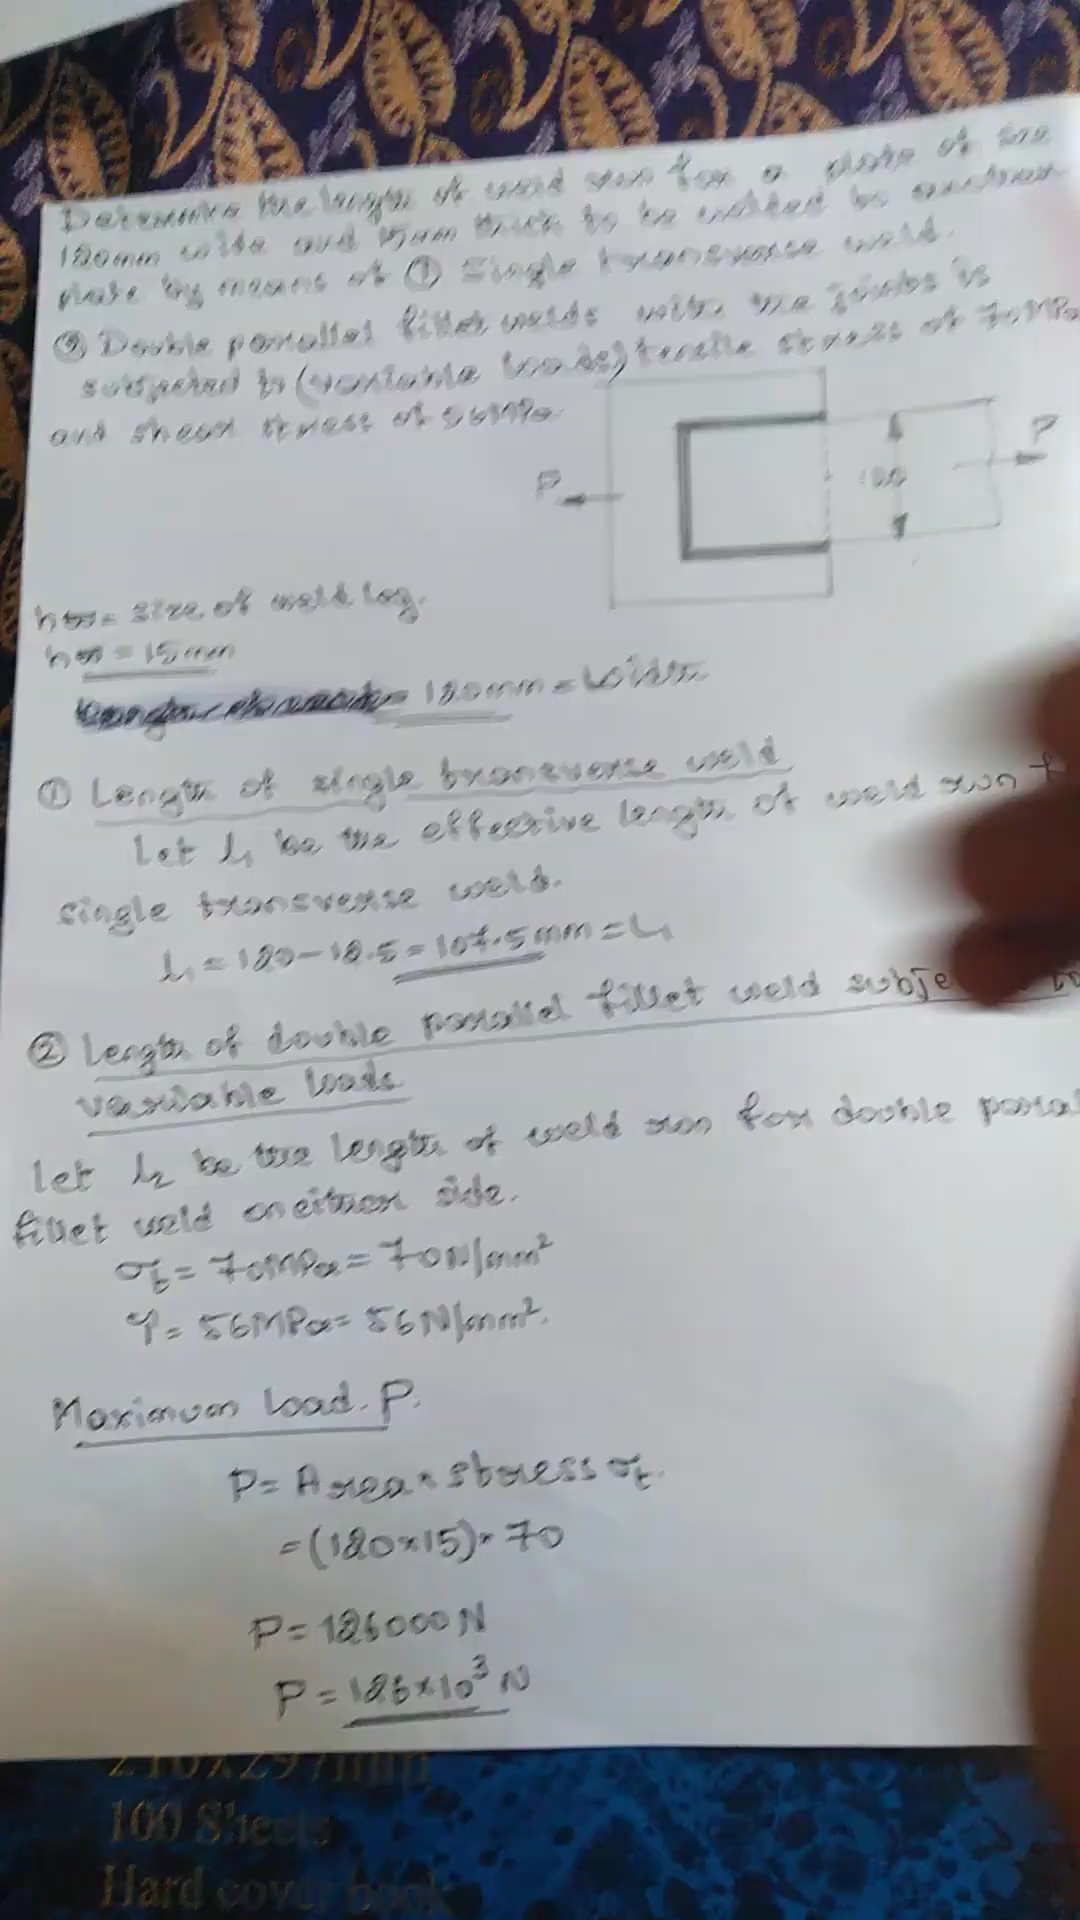 Determine the length of weld run for a plate of size
120mm wide and 15mm thick to be welded to another
plate by means of ① Single transverse weld.
② Double parallel fillet welds with the joints is
subjected to (variable loads) tensile stress of 70MPa
and shear stress of 56MPa.
P
120
P
h = size of weld leg.
h = 15mm
= 120mm = Width
① Length of single transverse weld
Let l₁ be the effective length of weld run
single transverse weld.
l₁ = 120-12.5 = 107.5mm = L₁
② Length of double parallel fillet weld subje
variable loads
Let l₂ be the length of weld run for double paral
fillet weld on either side.
σt = 70MPa = 70N/mm²
τ = 56MPa = 56N/mm².
Maximum load. P.
P = Area × stress σt.
= (120×15) × 70
P = 126000N
P = 126×10³ N
210x297mm
100 Sheets
Hard cover book